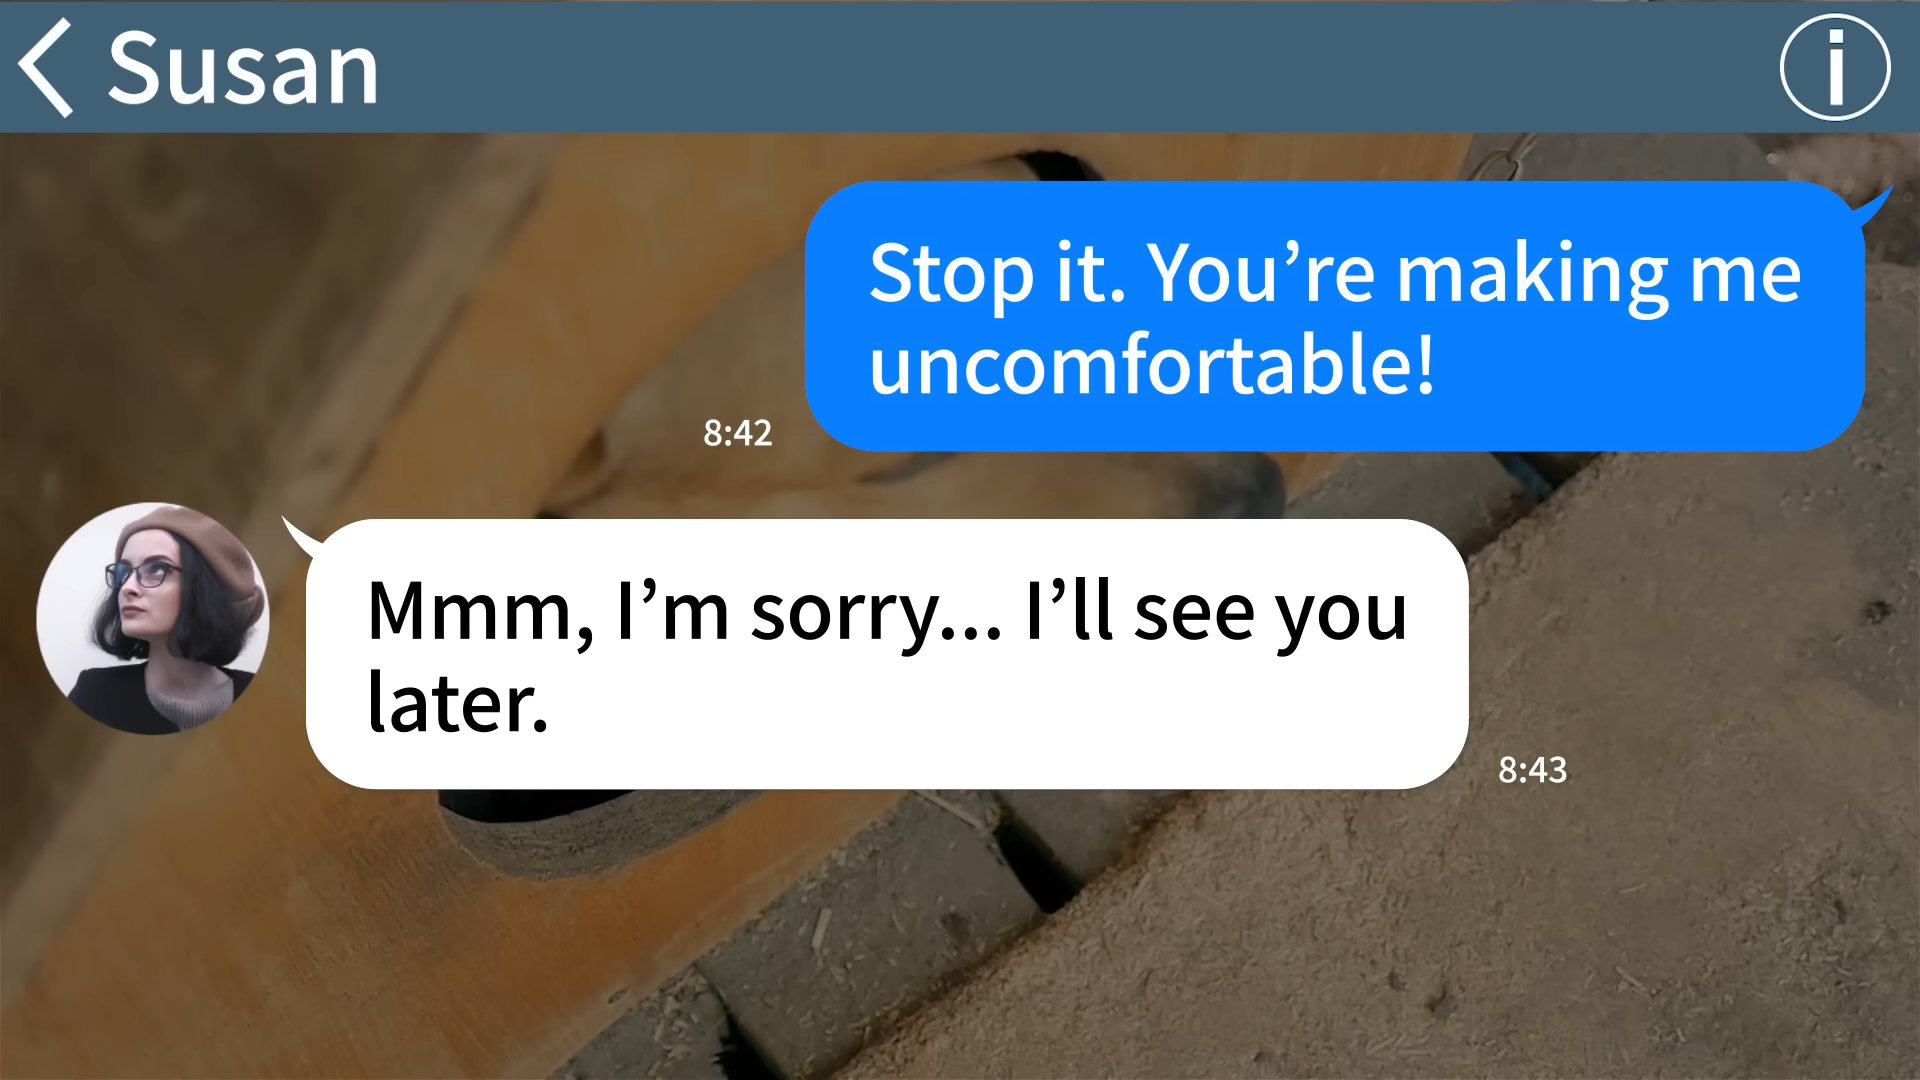 Susan
Stop it. You’re making me
uncomfortable!
8:42
Mmm, I’m sorry... I’ll see you
later.
8:43